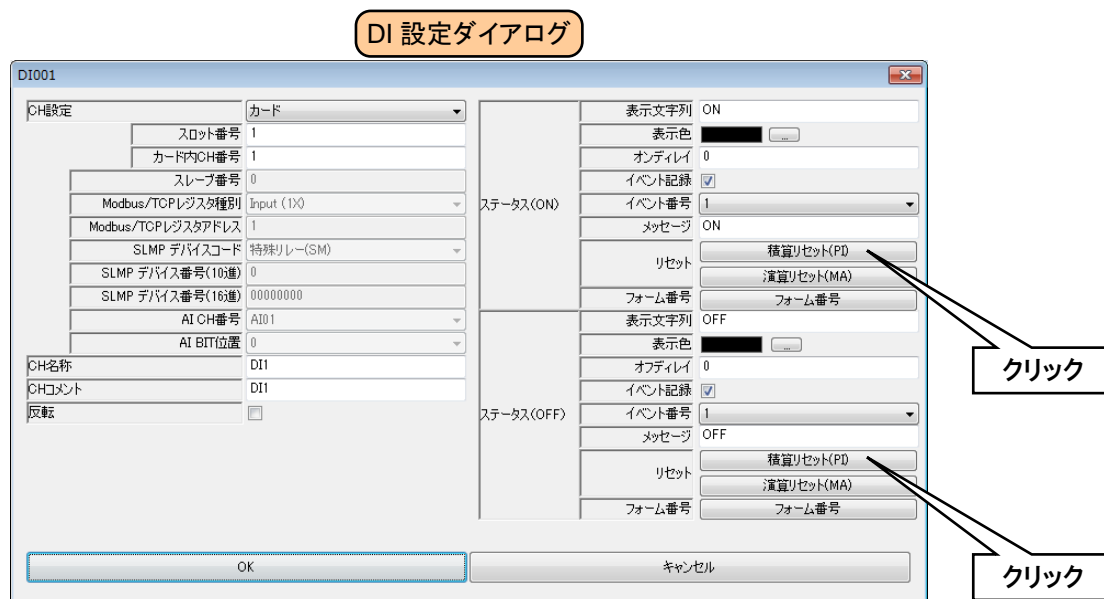 DI 設定ダイアログ
DI001
CH設定
カード
スロット番号 1
カード内CH番号 1
スレーブ番号 0
Modbus/TCPレジスタ種別 Input (1X)
Modbus/TCPレジスタアドレス 1
SLMP デバイスコード 特殊リレー(SM)
SLMP デバイス番号(10進) 0
SLMP デバイス番号(16進) 00000000
AI CH番号 AI01
AI BIT位置 0
CH名称 DI1
CHコメント DI1
反転
ステータス(ON)
表示文字列 ON
表示色 ...
オンディレイ 0
イベント記録
イベント番号 1
メッセージ ON
リセット
積算リセット(PI)
演算リセット(MA)
フォーム番号 フォーム番号
クリック
ステータス(OFF)
表示文字列 OFF
表示色 ...
オフディレイ 0
イベント記録
イベント番号 1
メッセージ OFF
リセット
積算リセット(PI)
演算リセット(MA)
フォーム番号 フォーム番号
クリック
OK
キャンセル